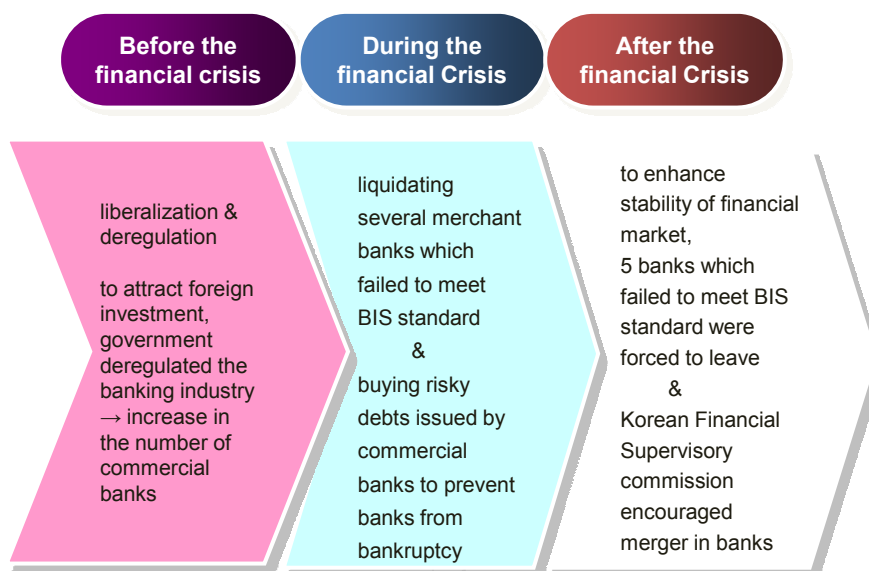 Before the
financial crisis
During the
financial Crisis
After the
financial Crisis
liberalization &
deregulation
to attract foreign
investment,
government
deregulated the
banking industry
→ increase in
the number of
commercial
banks
liquidating
several merchant
banks which
failed to meet
BIS standard
&
buying risky
debts issued by
commercial
banks to prevent
banks from
bankruptcy
to enhance
stability of financial
market,
5 banks which
failed to meet BIS
standard were
forced to leave
&
Korean Financial
Supervisory
commission
encouraged
merger in banks